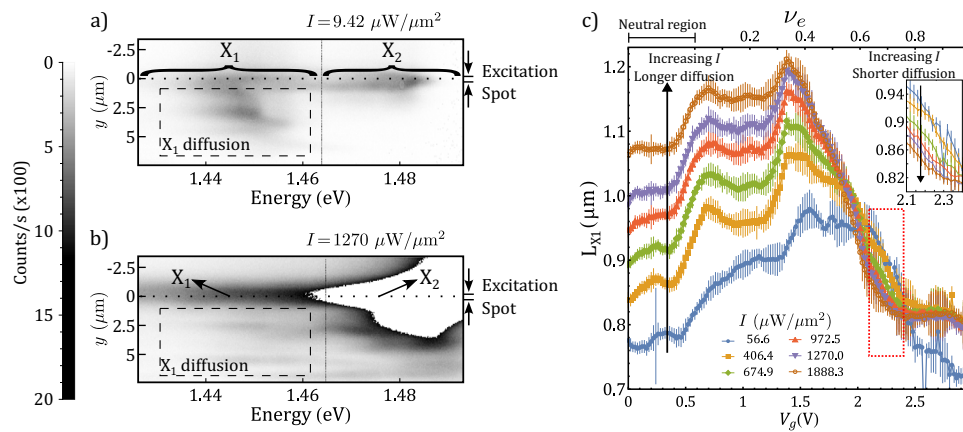 a)
I = 9.42 μW/μm²
X₁
X₂
-2.5
0
2.5
5
y (μm)
X₁ diffusion
1.44
1.46
1.48
Energy (eV)
Excitation
Spot
0
5
10
15
20
Counts/s (x100)
b)
I = 1270 μW/μm²
X₁
X₂
-2.5
0
2.5
5
y (μm)
X₁ diffusion
1.44
1.46
1.48
Energy (eV)
Excitation
Spot
c)
νₑ
Neutral region
0.2
0.4
0.6
0.8
Increasing I
Longer diffusion
Increasing I
Shorter diffusion
0.94
0.90
0.86
0.82
2.1
2.3
1.2
1.1
1.0
0.9
0.8
0.7
L_X1 (μm)
I (μW/μm²)
56.6
972.5
406.4
1270.0
674.9
1888.3
0
0.5
1.0
1.5
2.0
2.5
V_g(V)